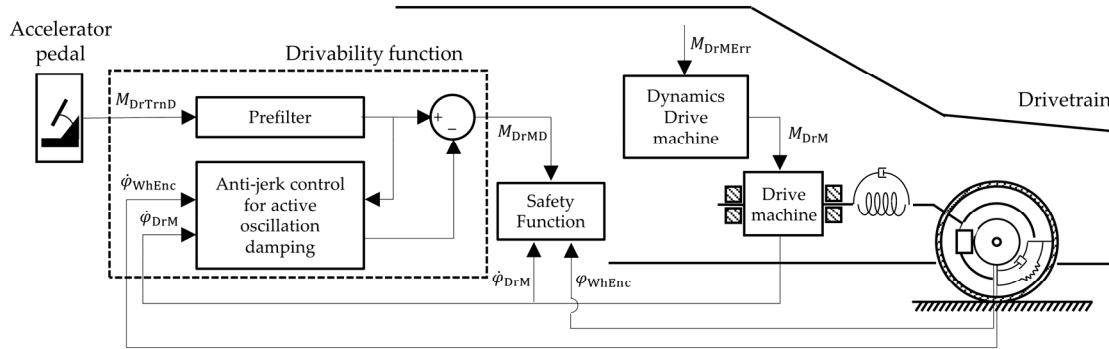 Accelerator
pedal
Drivability function
M_DrTrnD
Prefilter
+
−
M_DrMD
φ̇_WhEnc
φ̇_DrM
Anti-jerk control
for active
oscillation
damping
Safety
Function
φ̇_DrM
φ_WhEnc
M_DrMErr
Dynamics
Drive
machine
M_DrM
Drive
machine
Drivetrain